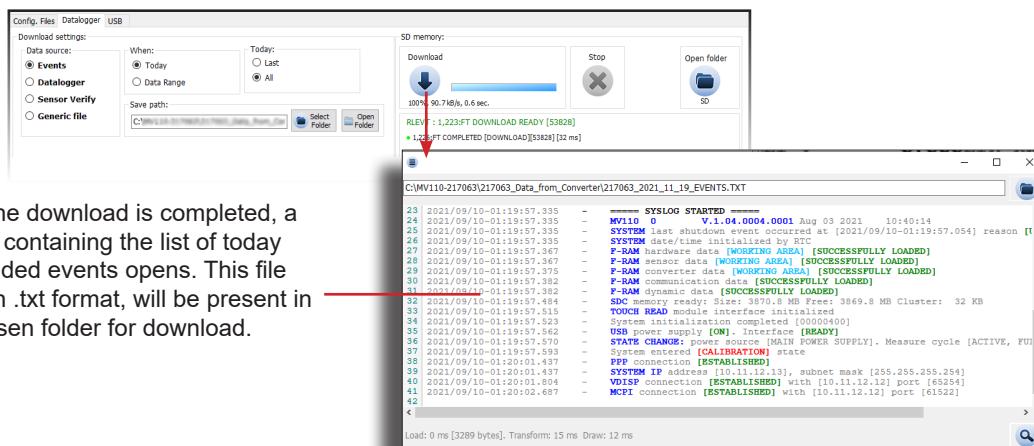 Config. Files Datalogger USB
Download settings:
Data source:
Events
Datalogger
Sensor Verify
Generic file
When:
Today
Data Range
Today:
Last
All
Save path:
Select Folder
Open Folder
SD memory:
Download
Stop
Open folder
SD
100%, 90.7 kB/s, 0.6 sec.
: 1,223:FT DOWNLOAD READY [53828]
FT COMPLETED [DOWNLOAD][53828] [32 ms]
C:\MV110-217063\217063_Data_from_Converter\217063_2021_11_19_EVENTS.TXT
23 2021/09/10-01:19:57.335 - ===== SYSLOG STARTED =====
24 2021/09/10-01:19:57.335 - MV110 0 V.1.04.0004.0001 Aug 03 2021 10:40:14
25 2021/09/10-01:19:57.335 - SYSTEM last shutdown event occurred at [2021/09/10-01:19:57.054] reason
26 2021/09/10-01:19:57.335 - SYSTEM date/time initialized by RTC
27 2021/09/10-01:19:57.367 - F-RAM hardware data [WORKING AREA] [SUCCESSFULLY LOADED]
28 2021/09/10-01:19:57.367 - F-RAM sensor data [WORKING AREA] [SUCCESSFULLY LOADED]
29 2021/09/10-01:19:57.375 - F-RAM converter data [WORKING AREA] [SUCCESSFULLY LOADED]
30 2021/09/10-01:19:57.382 - F-RAM communication data [SUCCESSFULLY LOADED]
31 2021/09/10-01:19:57.382 - F-RAM dynamic data [SUCCESSFULLY LOADED]
32 2021/09/10-01:19:57.484 - SDC memory ready: Size: 3870.8 MB Free: 3869.8 MB Cluster: 32 KB
33 2021/09/10-01:19:57.515 - TOUCH READ module interface initialized
34 2021/09/10-01:19:57.523 - System initialization completed [00000400]
35 2021/09/10-01:19:57.562 - USB power supply [ON]. Interface [READY]
36 2021/09/10-01:19:57.570 - STATE CHANGE: power source [MAIN POWER SUPPLY]. Measure cycle [ACTIVE,
37 2021/09/10-01:19:57.593 - System entered [CALIBRATION] state
38 2021/09/10-01:20:01.437 - PPP connection [ESTABLISHED]
39 2021/09/10-01:20:01.437 - SYSTEM IP address [10.11.12.13], subnet mask [255.255.255.254]
40 2021/09/10-01:20:01.804 - VDISP connection [ESTABLISHED] with [10.11.12.12] port [65254]
41 2021/09/10-01:20:02.687 - MCPI connection [ESTABLISHED] with [10.11.12.12] port [61522]
42
Load: 0 ms [3289 bytes]. Transform: 15 ms Draw: 12 ms
download is completed, a
containing the list of today
events opens. This file
.txt format, will be present in
folder for download.